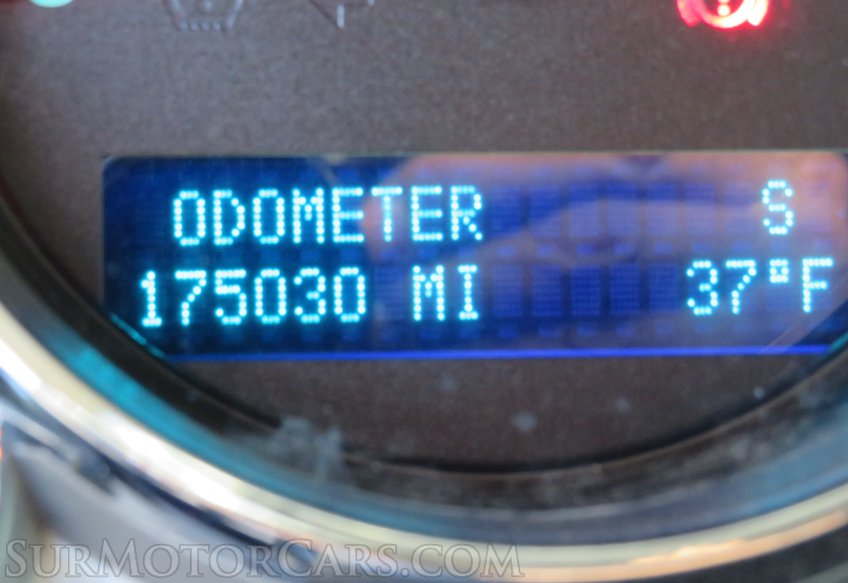 ODOMETER S
175030 MI 37°F
SURMOTORCARS.COM